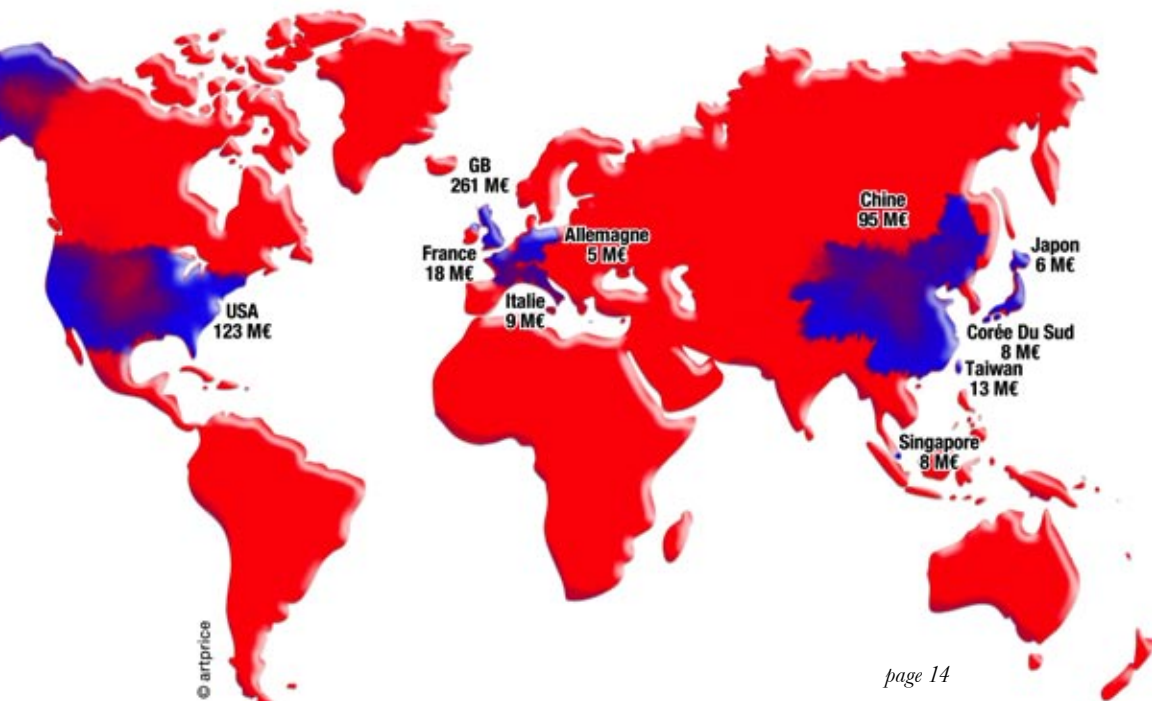 GB
261 M€
Chine
95 M€
France
18 M€
Allemagne
5 M€
Japon
6 M€
Italie
9 M€
USA
123 M€
Corée Du Sud
8 M€
Taiwan
13 M€
Singapore
8 M€
© artprice
page 14